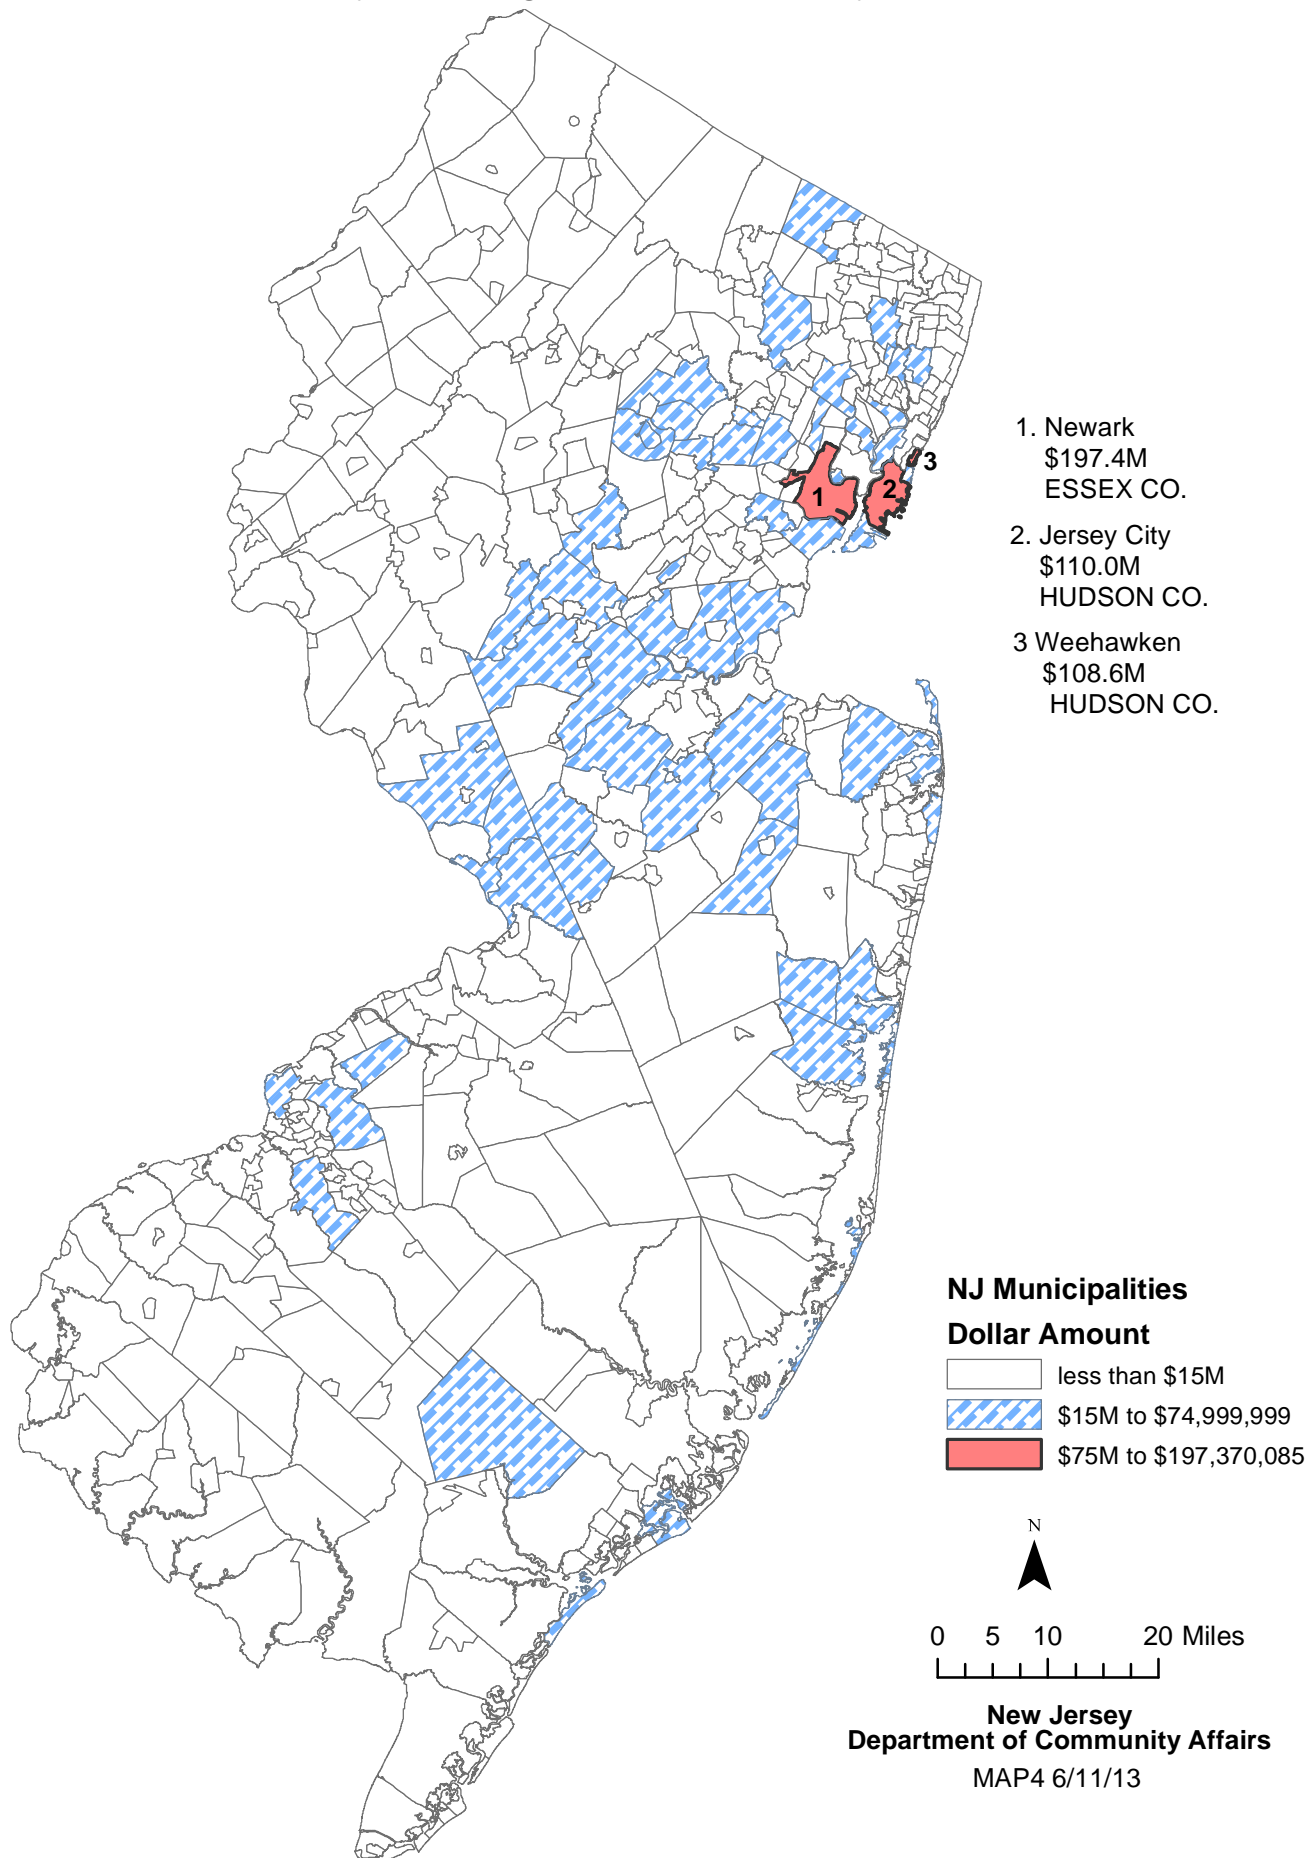 1. Newark
$197.4M
ESSEX CO.
2. Jersey City
$110.0M
HUDSON CO.
3 Weehawken
$108.6M
HUDSON CO.
1
2
3
NJ Municipalities
Dollar Amount
less than $15M
$15M to $74,999,999
$75M to $197,370,085
N
0 5 10 20 Miles
New Jersey
Department of Community Affairs
MAP4 6/11/13